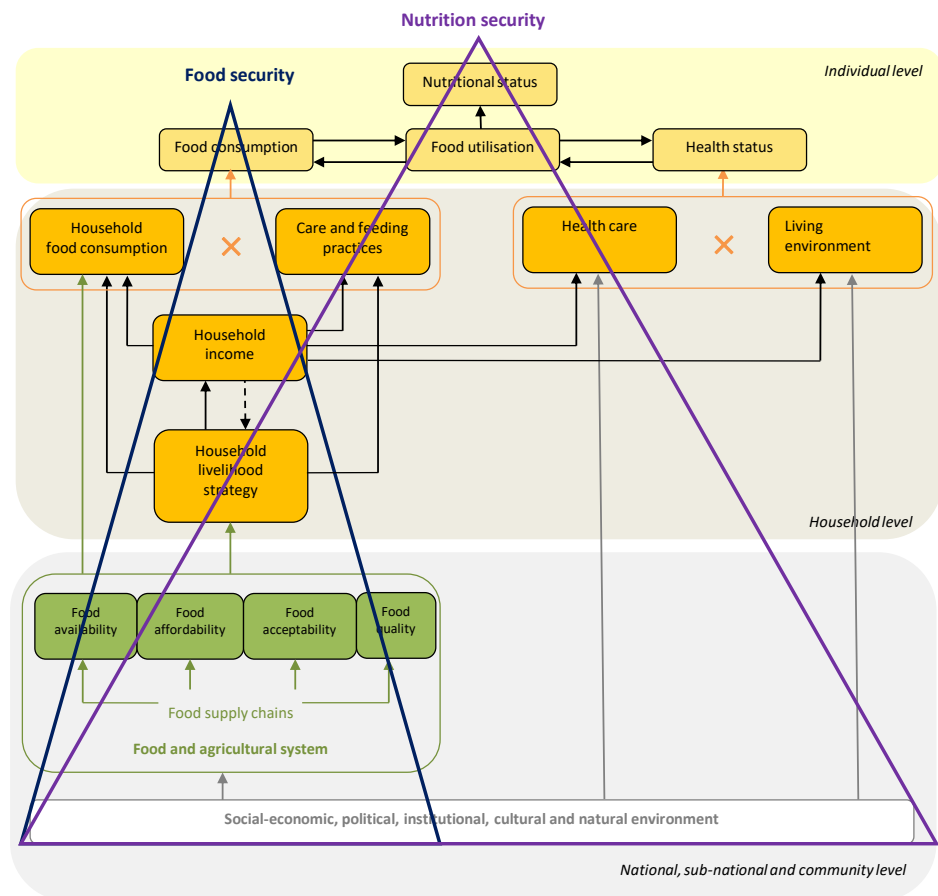 Nutrition security
Food security
Individual level
Nutritional status
Food consumption
Food utilisation
Health status
Household
food consumption
Care and feeding
practices
Health care
Living
environment
Household
income
Household
livelihood
strategy
Household level
Food
availability
Food
affordability
Food
acceptability
Food
quality
Food supply chains
Food and agricultural system
Social-economic, political, institutional, cultural and natural environment
National, sub-national and community level